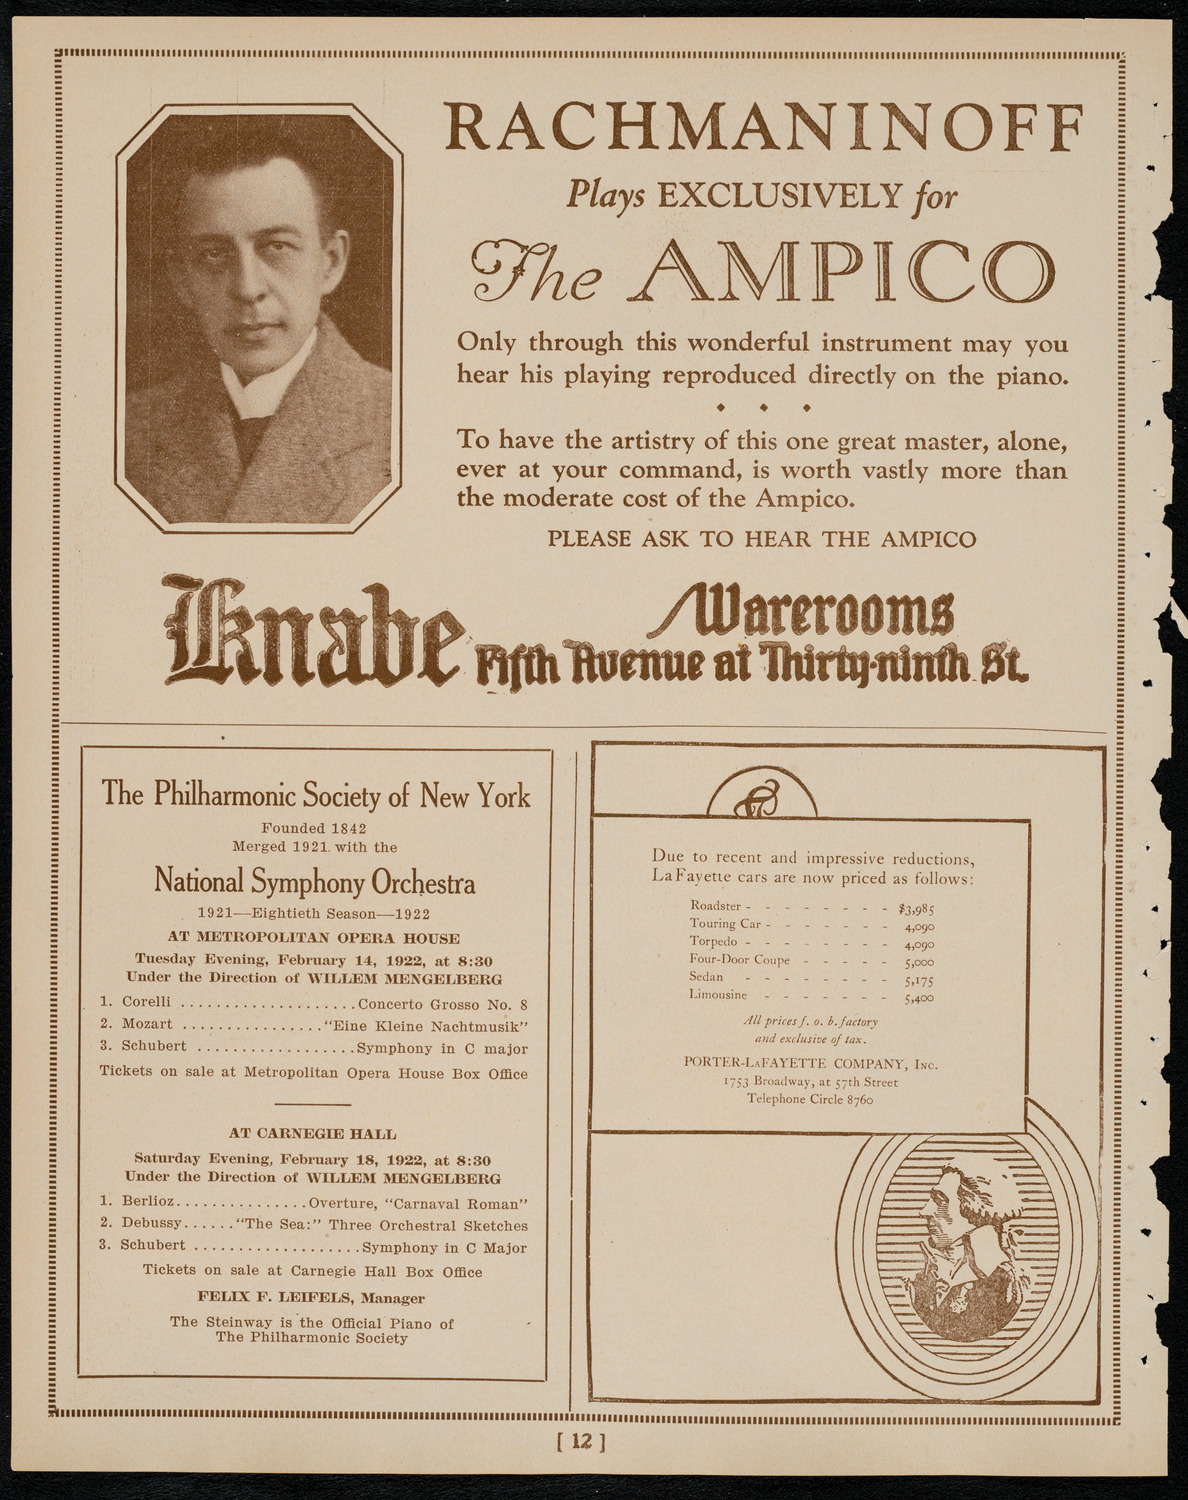 RACHMANINOFF
Plays EXCLUSIVELY for
The AMPICO
Only through this wonderful instrument may you
hear his playing reproduced directly on the piano.
To have the artistry of this one great master, alone,
ever at your command, is worth vastly more than
the moderate cost of the Ampico.
PLEASE ASK TO HEAR THE AMPICO
Knabe Warerooms
Fifth Avenue at Thirty-ninth St.
The Philharmonic Society of New York
Founded 1842
Merged 1921 with the
National Symphony Orchestra
1921—Eightieth Season—1922
AT METROPOLITAN OPERA HOUSE
Tuesday Evening, February 14, 1922, at 8:30
Under the Direction of WILLEM MENGELBERG
1. Corelli ....................Concerto Grosso No. 8
2. Mozart ................"Eine Kleine Nachtmusik"
3. Schubert ..................Symphony in C major
Tickets on sale at Metropolitan Opera House Box Office
AT CARNEGIE HALL
Saturday Evening, February 18, 1922, at 8:30
Under the Direction of WILLEM MENGELBERG
1. Berlioz...............Overture, "Carnaval Roman"
2. Debussy......"The Sea:" Three Orchestral Sketches
3. Schubert ...................Symphony in C Major
Tickets on sale at Carnegie Hall Box Office
FELIX F. LEIFELS, Manager
The Steinway is the Official Piano of
The Philharmonic Society
Due to recent and impressive reductions,
LaFayette cars are now priced as follows:
Roadster - - - - - - - - $3,985
Touring Car - - - - - - - 4,090
Torpedo - - - - - - - - 4,090
Four-Door Coupe - - - - - 5,000
Sedan - - - - - - - - 5,175
Limousine - - - - - - - 5,400
All prices f. o. b. factory
and exclusive of tax.
PORTER-LAFAYETTE COMPANY, Inc.
1753 Broadway, at 57th Street
Telephone Circle 8760
[ 12 ]